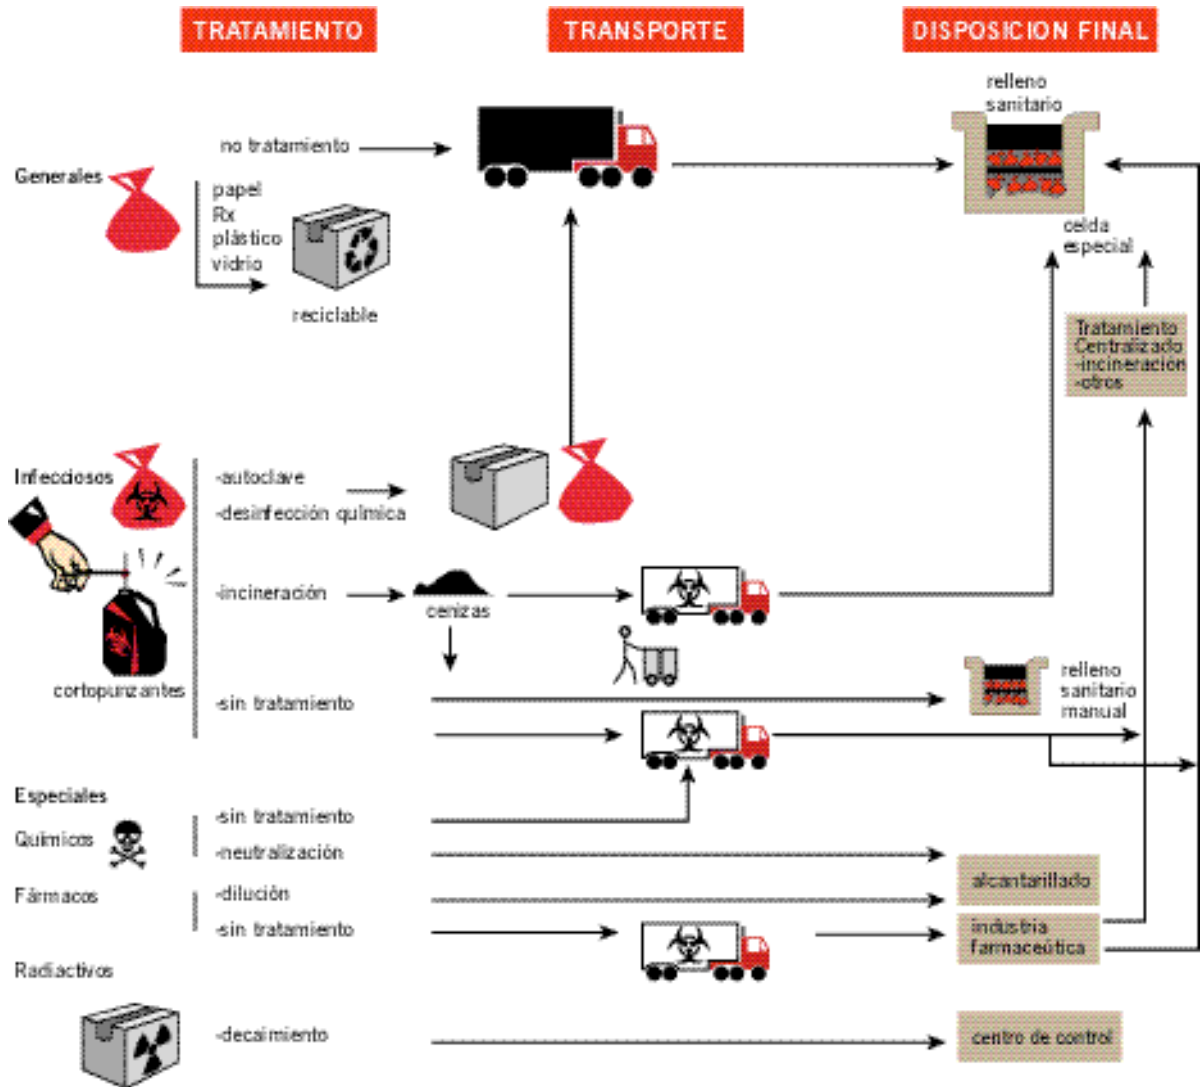 TRATAMIENTO
TRANSPORTE
DISPOSICION FINAL
relleno
sanitario
no tratamiento
Generales
papel
Rx
plástico
vidrio
reciclable
celda
especial
Tratamiento
Centralizado
-incineración
-otros
Infecciosos
-autoclave
-desinfección química
-incineración
cenizas
cortopunzantes
-sin tratamiento
relleno
sanitario
manual
Especiales
Químicos
-sin tratamiento
-neutralización
Fármacos
-dilución
-sin tratamiento
alcantarillado
indústria
farmaceútica
Radiactivos
-decaimiento
centro de control